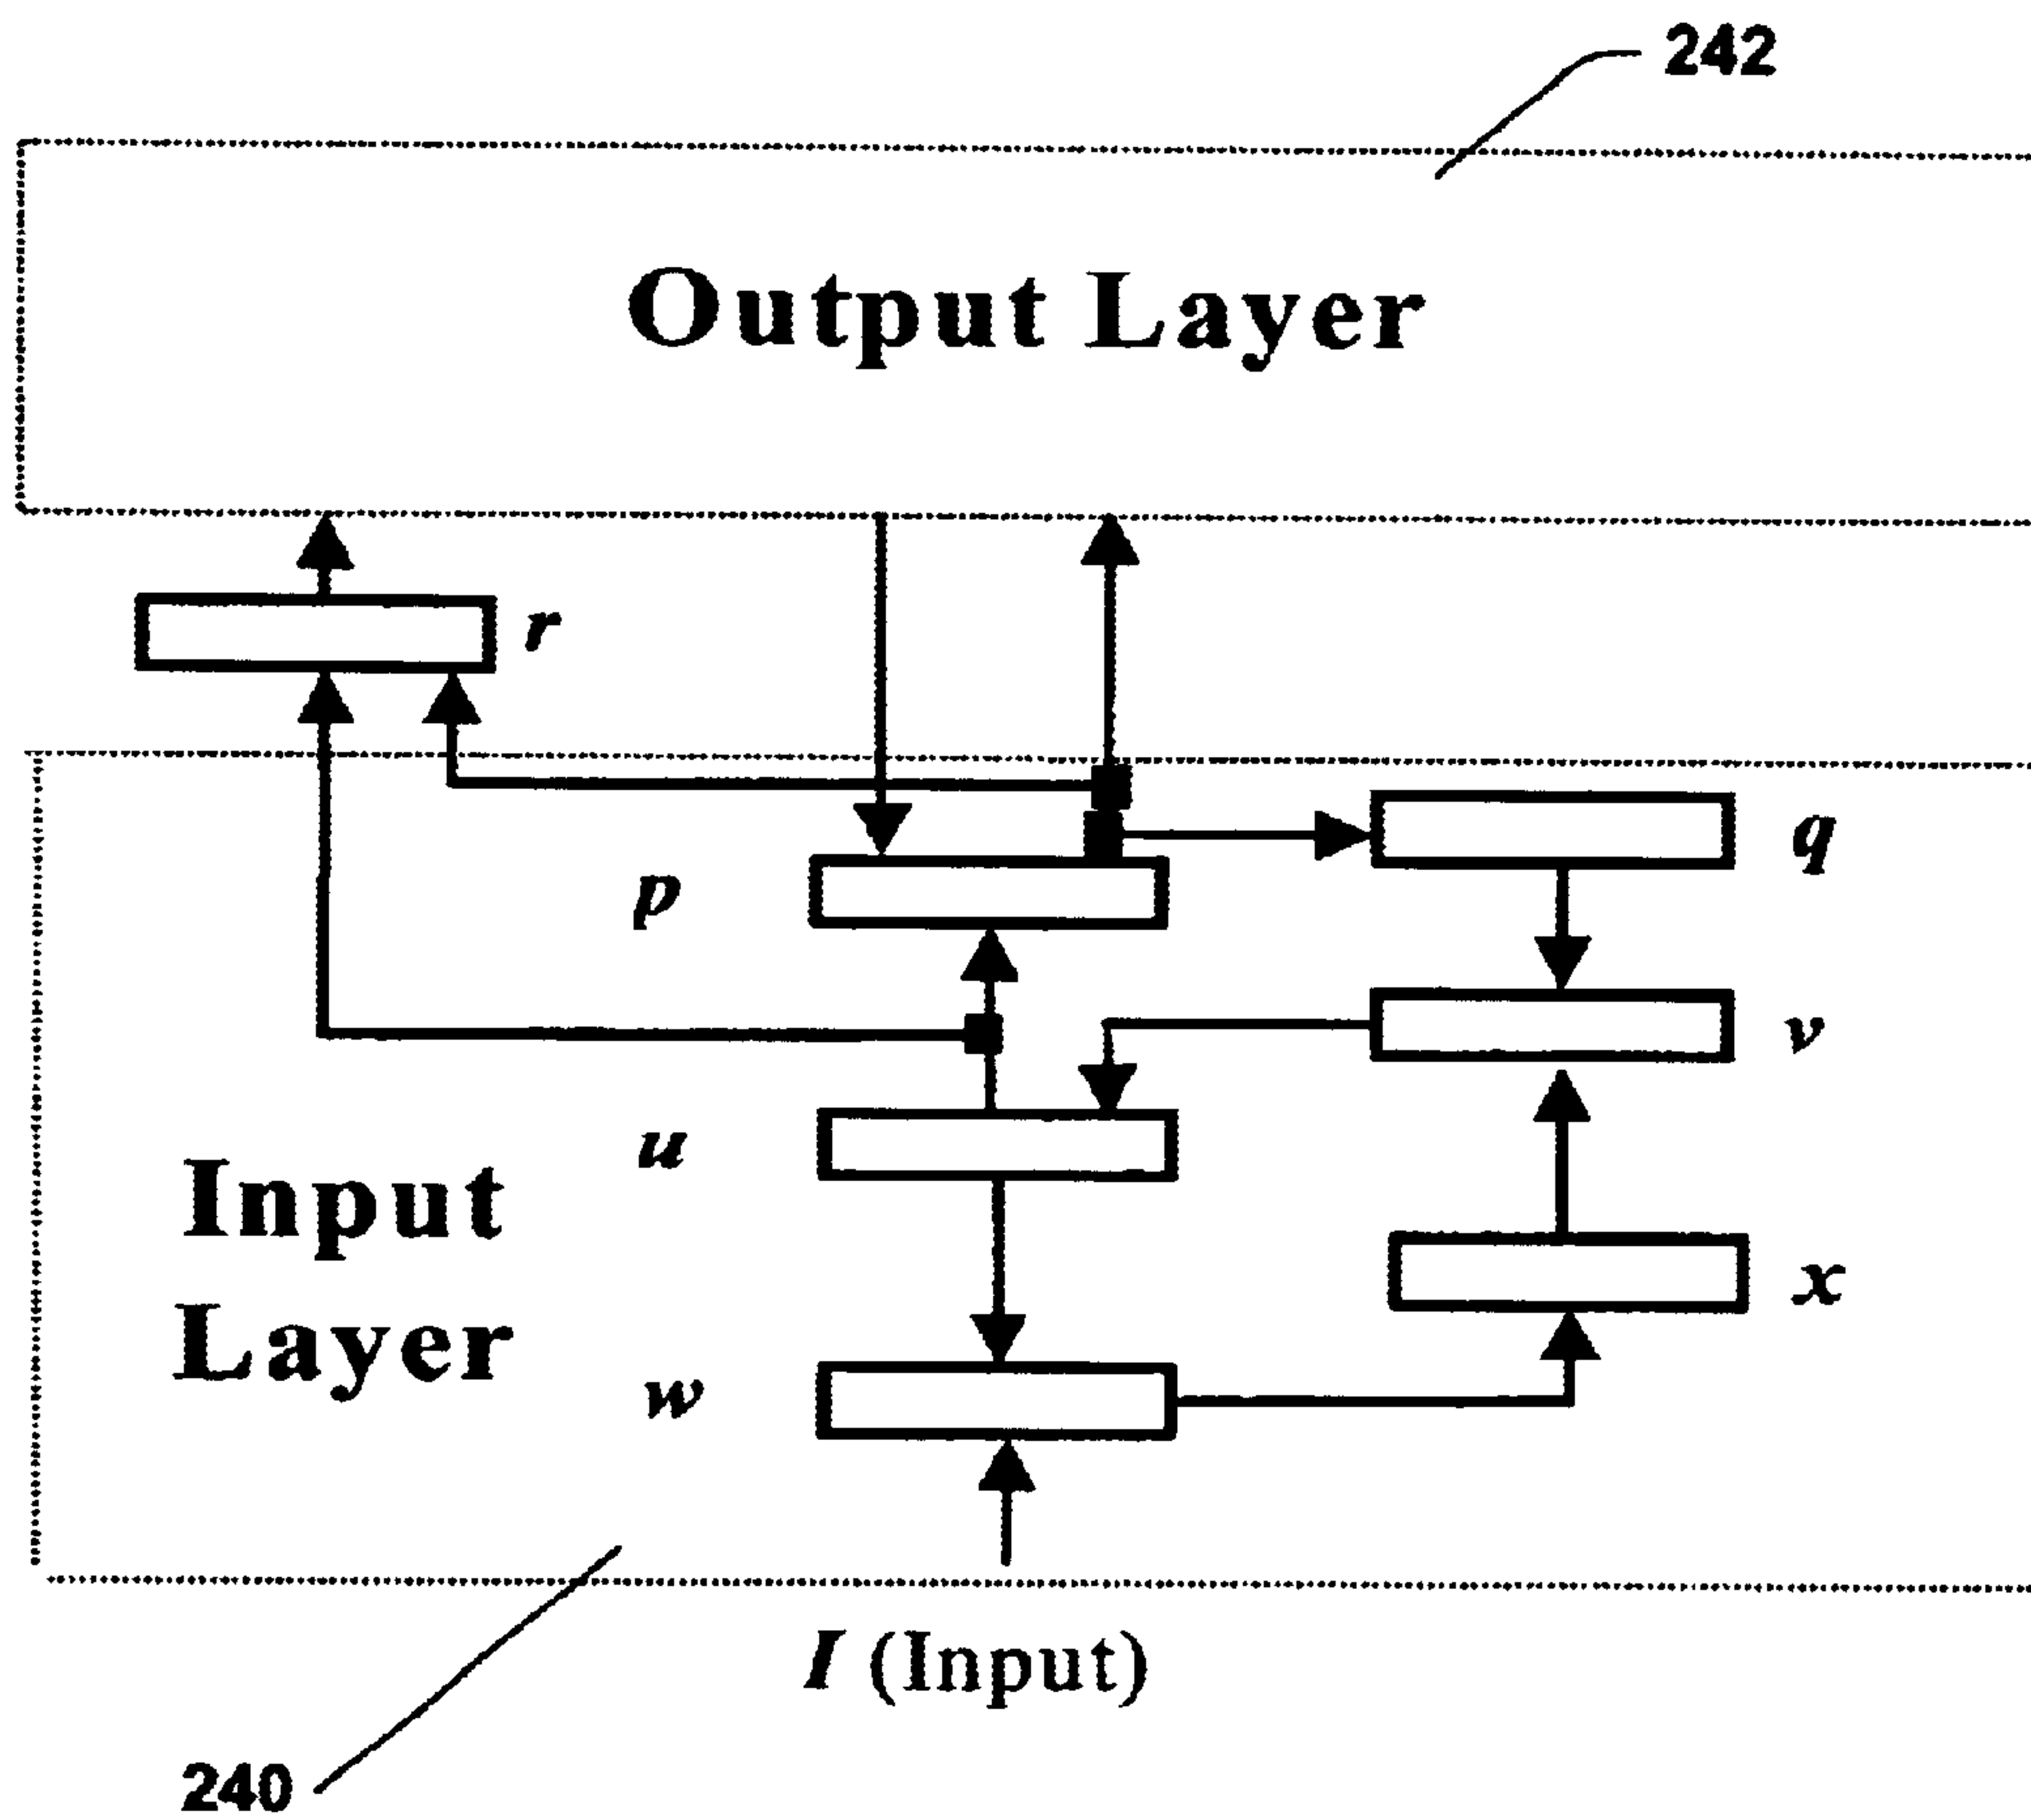 242
Output Layer
r
q
p
v
u
Input
Layer
x
w
I (Input)
240